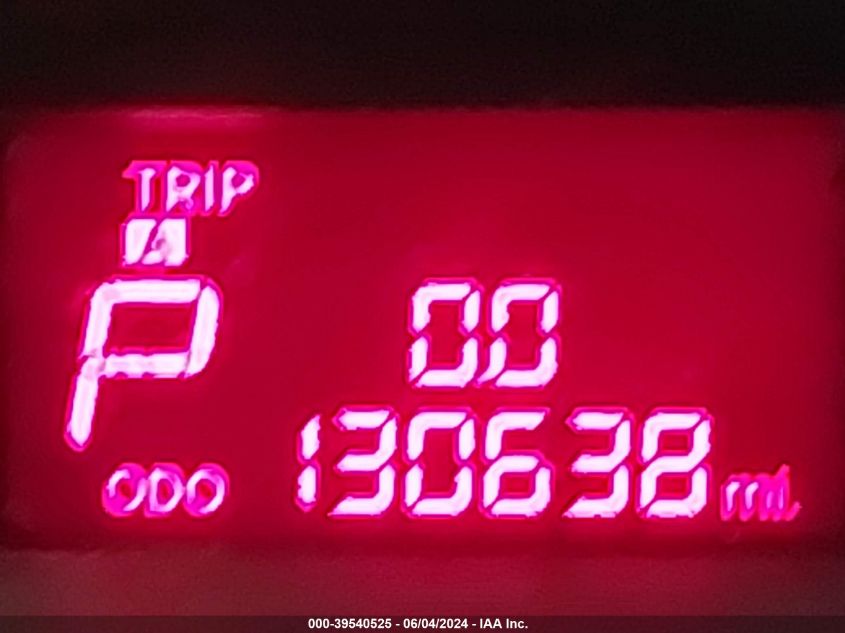 TRIP
A
P
00
130638 mi.
ODO
000-39540525 - 06/04/2024 - IAA Inc.